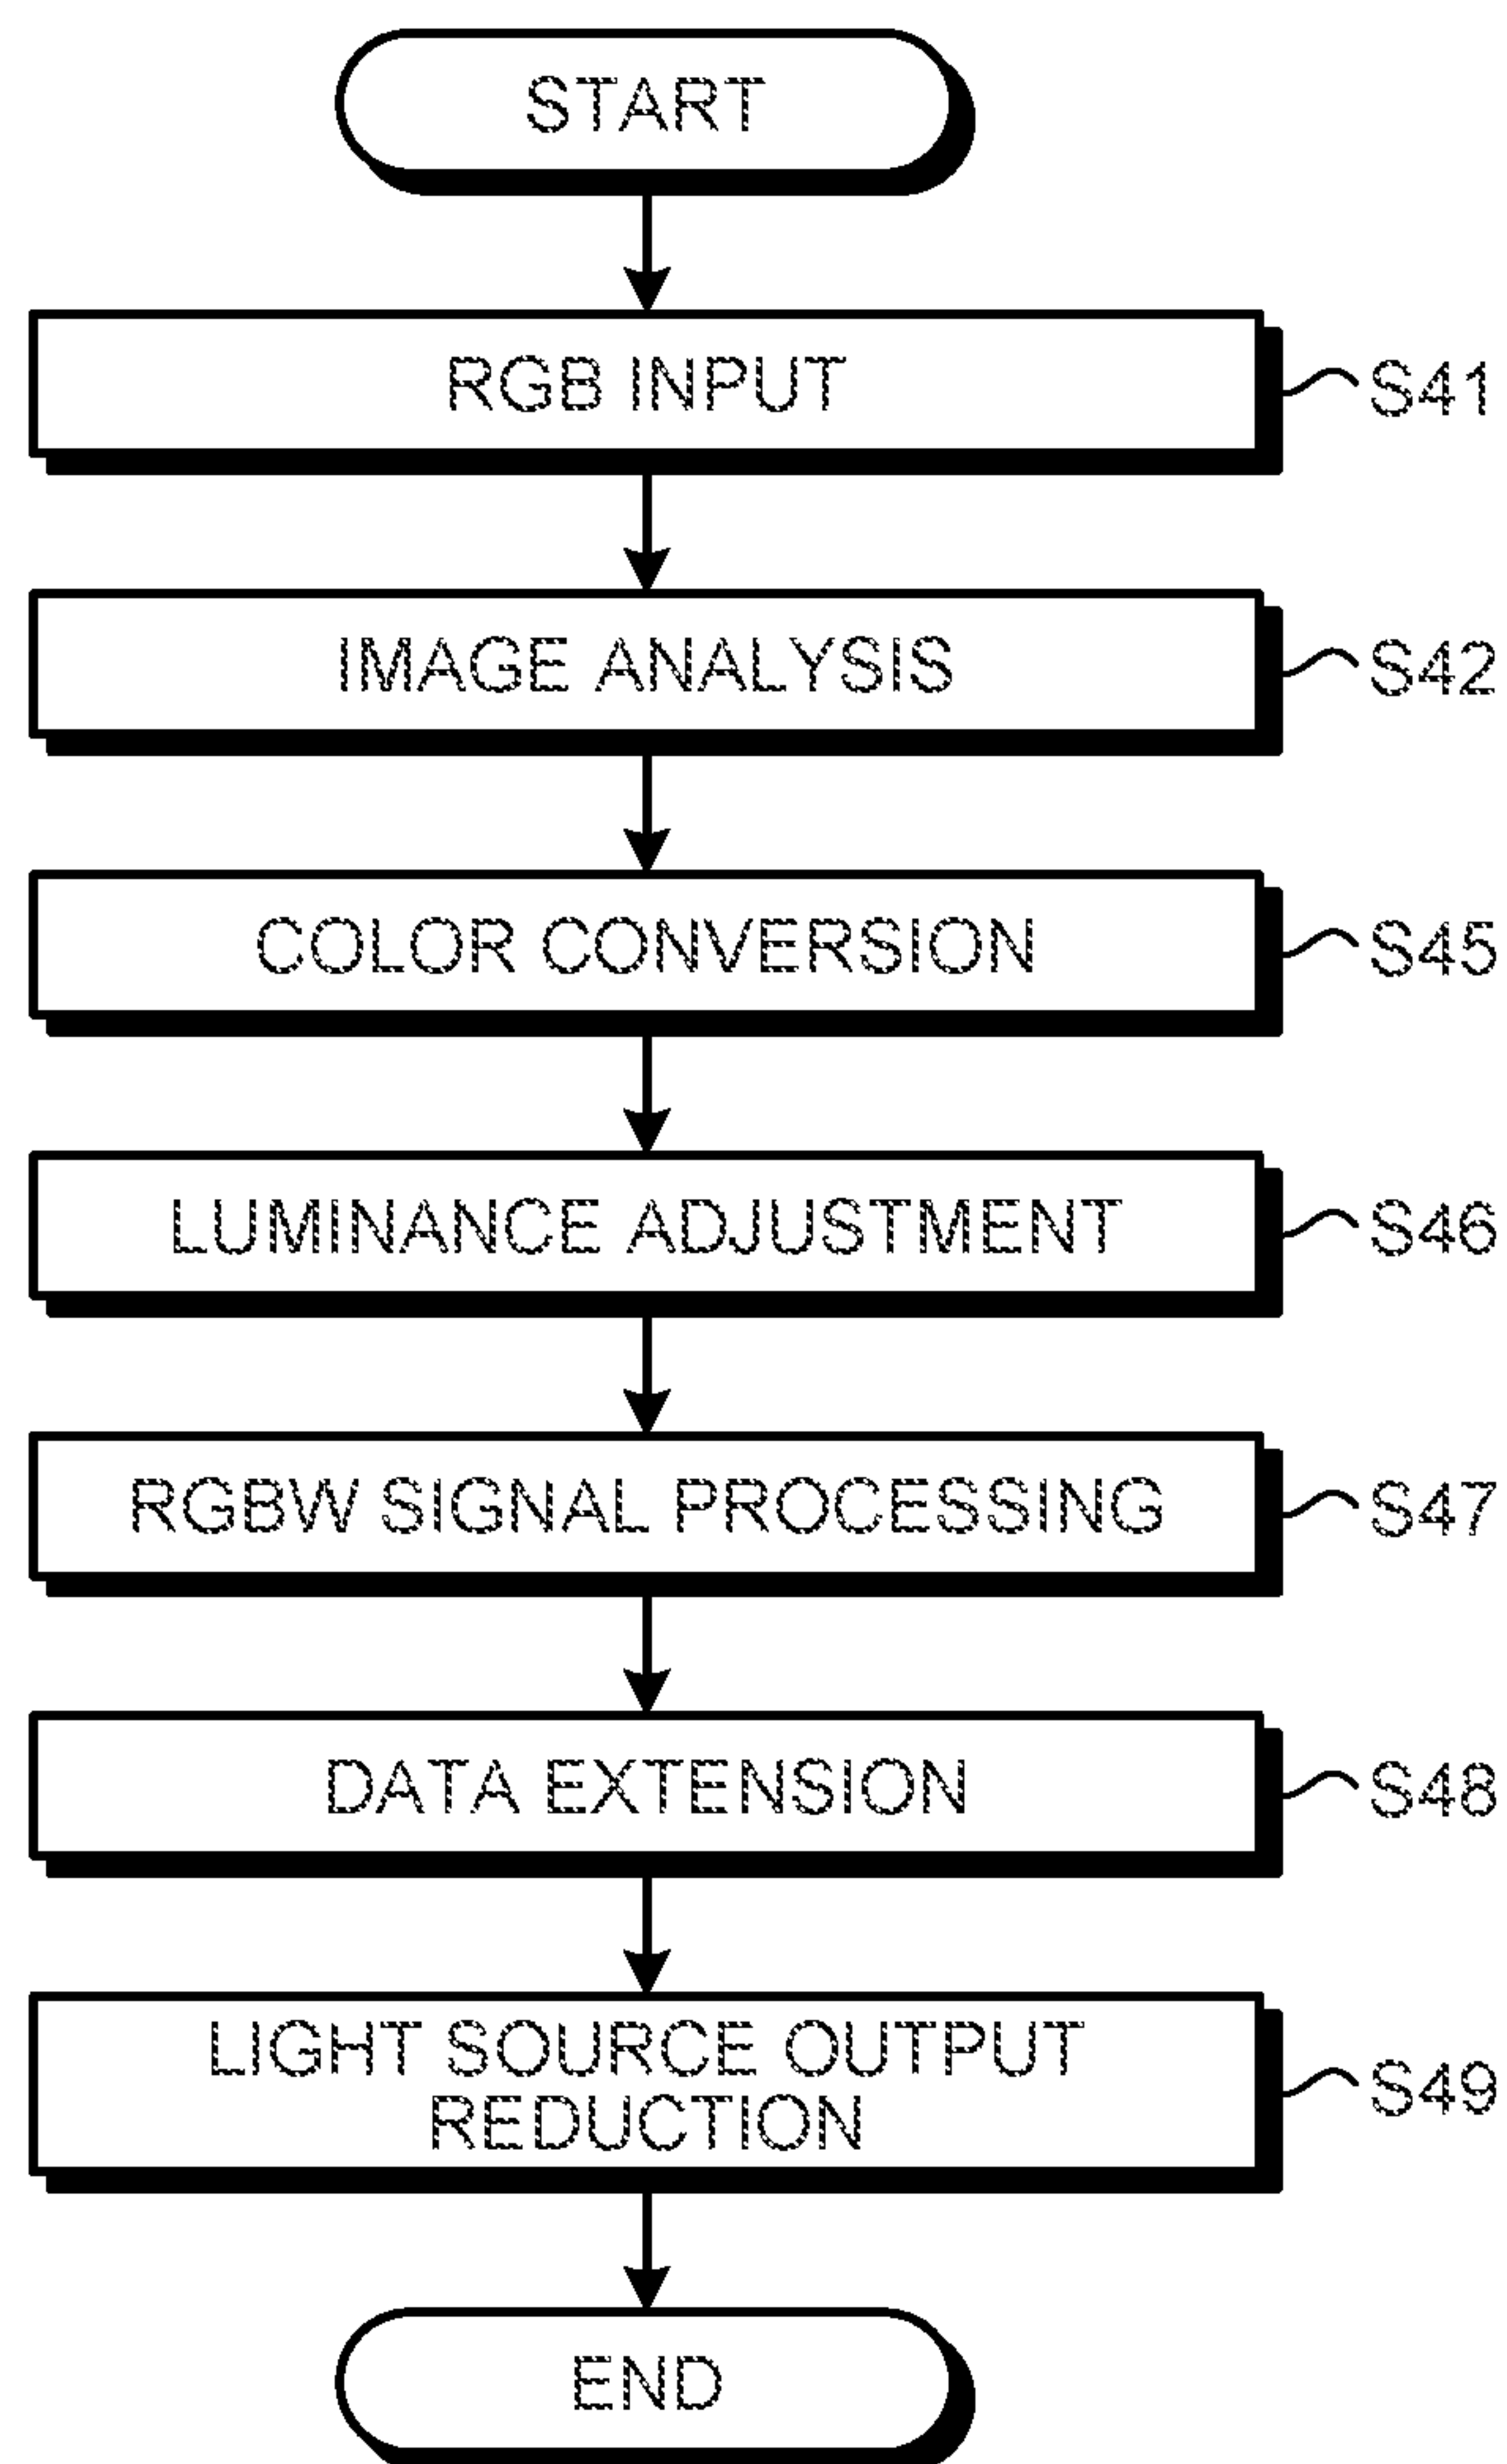 START
RGB INPUT
S41
IMAGE ANALYSIS
S42
COLOR CONVERSION
S45
LUMINANCE ADJUSTMENT
S46
RGBW SIGNAL PROCESSING
S47
DATA EXTENSION
S48
LIGHT SOURCE OUTPUT
REDUCTION
S49
END